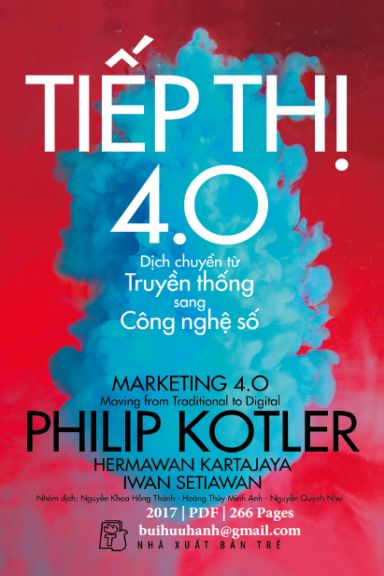 TIẾP THỊ
4.0
Dịch chuyển từ
Truyền thống
sang
Công nghệ số
MARKETING 4.0
Moving from Traditional to Digital
PHILIP KOTLER
HERMAWAN KARTAJAYA
IWAN SETIAWAN
Nhóm dịch: Nguyễn Khoa Hồng Thành - Hoàng Thùy Minh Anh - Nguyễn Quỳnh Như
2017 | PDF | 266 Pages
buihuuhanh@gmail.com
NHÀ XUẤT BẢN TRẺ